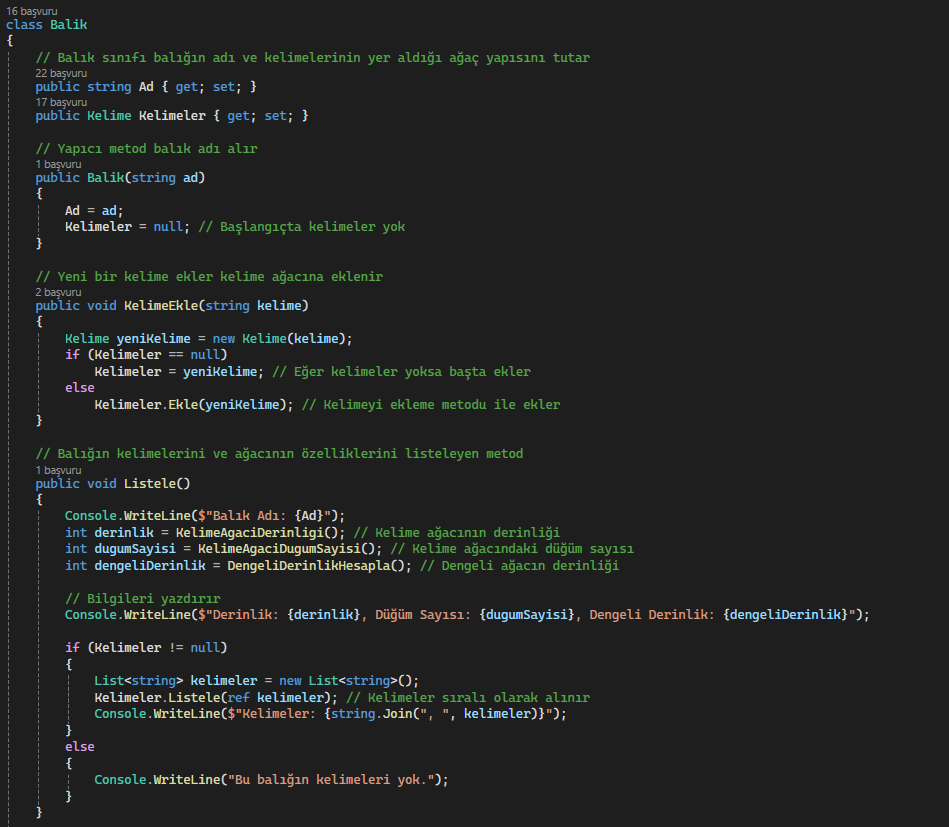 16 başvuru
class Balik
{
// Balık sınıfı balığın adı ve kelimelerinin yer aldığı ağaç yapısını tutar
22 başvuru
public string Ad { get; set; }
17 başvuru
public Kelime Kelimeler { get; set; }
// Yapıcı metod balık adı alır
1 başvuru
public Balik(string ad)
{
Ad = ad;
Kelimeler = null; // Başlangıçta kelimeler yok
}
// Yeni bir kelime ekler kelime ağacına eklenir
2 başvuru
public void KelimeEkle(string kelime)
{
Kelime yeniKelime = new Kelime(kelime);
if (Kelimeler == null)
Kelimeler = yeniKelime; // Eğer kelimeler yoksa başta ekler
else
Kelimeler.Ekle(yeniKelime); // Kelimeyi ekleme metodu ile ekler
}
// Balığın kelimelerini ve ağacının özelliklerini listeleyen metod
1 başvuru
public void Listele()
{
Console.WriteLine($"Balık Adı: {Ad}");
int derinlik = KelimeAgaciDerinligi(); // Kelime ağacının derinliği
int dugumSayisi = KelimeAgaciDugumSayisi(); // Kelime ağacındaki düğüm sayısı
int dengeliDerinlik = DengeliDerinlikHesapla(); // Dengeli ağacın derinliği
// Bilgileri yazdırır
Console.WriteLine($"Derinlik: {derinlik}, Düğüm Sayısı: {dugumSayisi}, Dengeli Derinlik: {dengeliDerinlik}");
if (Kelimeler != null)
{
List<string> kelimeler = new List<string>();
Kelimeler.Listele(ref kelimeler); // Kelimeler sıralı olarak alınır
Console.WriteLine($"Kelimeler: {string.Join(", ", kelimeler)}");
}
else
{
Console.WriteLine("Bu balığın kelimeleri yok.");
}
}